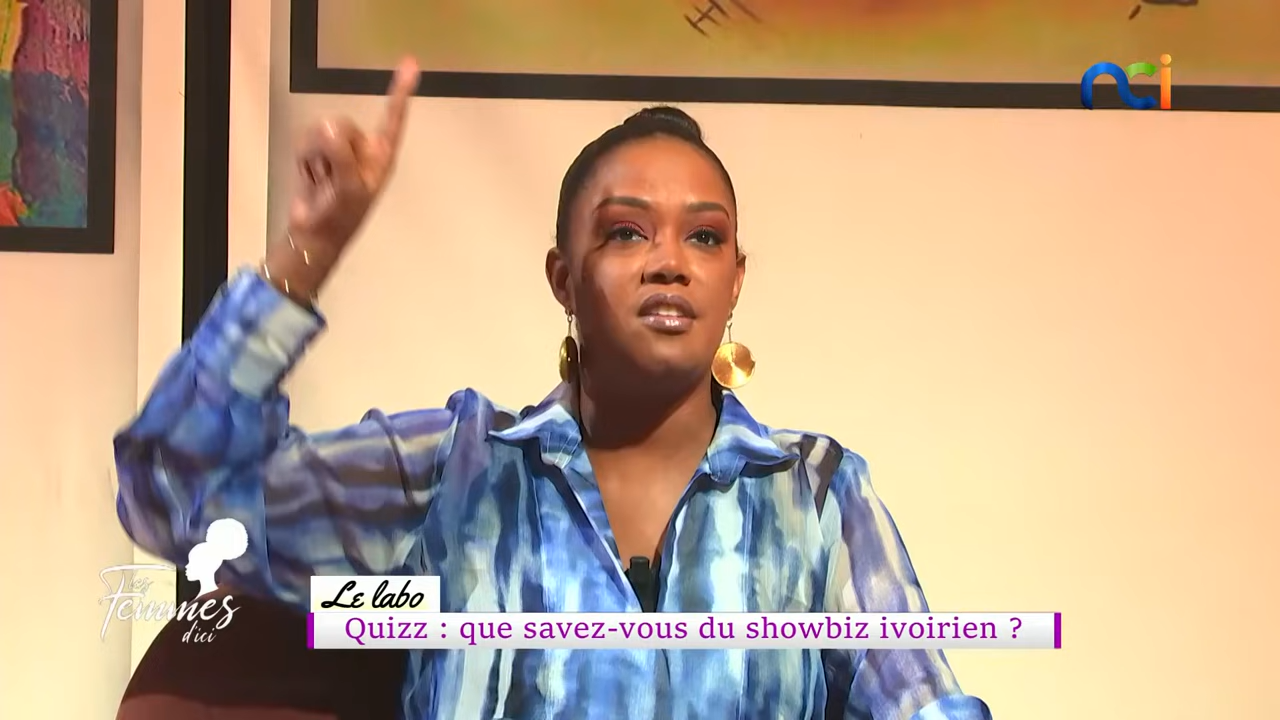 nci
Les
Femmes
d'ici
Le labo
Quizz : que savez-vous du showbiz ivoirien ?